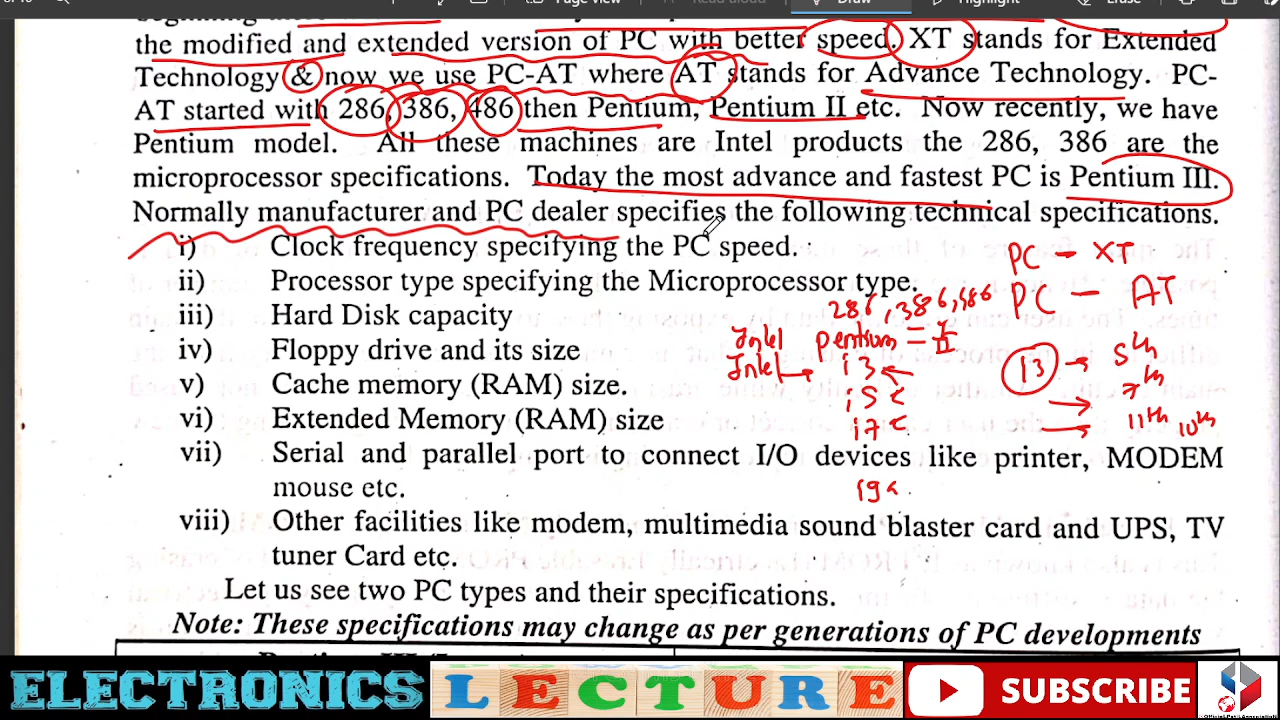 Page view
Read aloud
Draw
Highlight
Erase
the modified and extended version of PC with better speed. XT stands for Extended
Technology & now we use PC-AT where AT stands for Advance Technology. PC-
AT started with 286, 386, 486 then Pentium, Pentium II etc. Now recently, we have
Pentium model. All these machines are Intel products the 286, 386 are the
microprocessor specifications. Today the most advance and fastest PC is Pentium III.
Normally manufacturer and PC dealer specifies the following technical specifications.
i) Clock frequency specifying the PC speed.
PC - XT
ii) Processor type specifying the Microprocessor type.
PC - AT
286, 386, 486
iii) Hard Disk capacity
Intel Pentium - II
iv) Floppy drive and its size
Intel i3
i3 5th
v) Cache memory (RAM) size.
i5 7th
vi) Extended Memory (RAM) size
i7 11th 10th
vii) Serial and parallel port to connect I/O devices like printer, MODEM
mouse etc.
i9
viii) Other facilities like modem, multimedia sound blaster card and UPS, TV
tuner Card etc.
Let us see two PC types and their specifications.
Note: These specifications may change as per generations of PC developments
ELECTRONICS LECTURE SUBSCRIBE